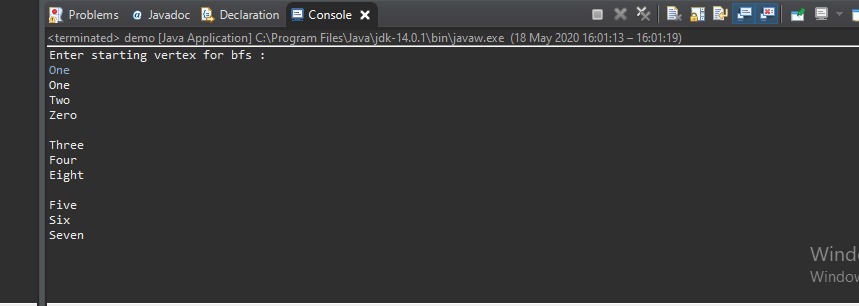 Problems @ Javadoc Declaration Console
<terminated> demo [Java Application] C:\Program Files\Java\jdk-14.0.1\bin\javaw.exe (18 May 2020 16:01:13 – 16:01:19)
Enter starting vertex for bfs :
One
One
Two
Zero
Three
Four
Eight
Five
Six
Seven